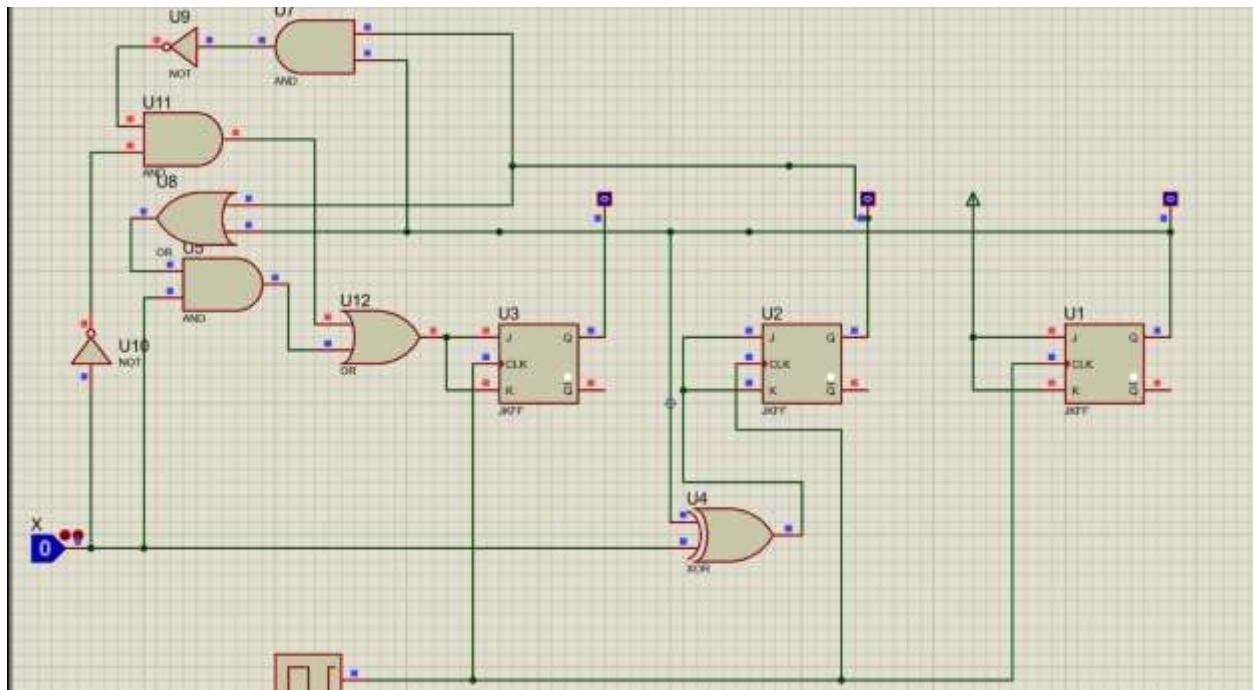 U9
U7
NOT
AND
U11
AND
U8
0
0
0
OR
U5
AND
U12
U3
U2
U1
J
Q
J
Q
J
Q
U10
NOT
CLK
CLK
CLK
OR
K
Q
K
Q
K
Q
JKFF
JKFF
JKFF
U4
X
0
XOR